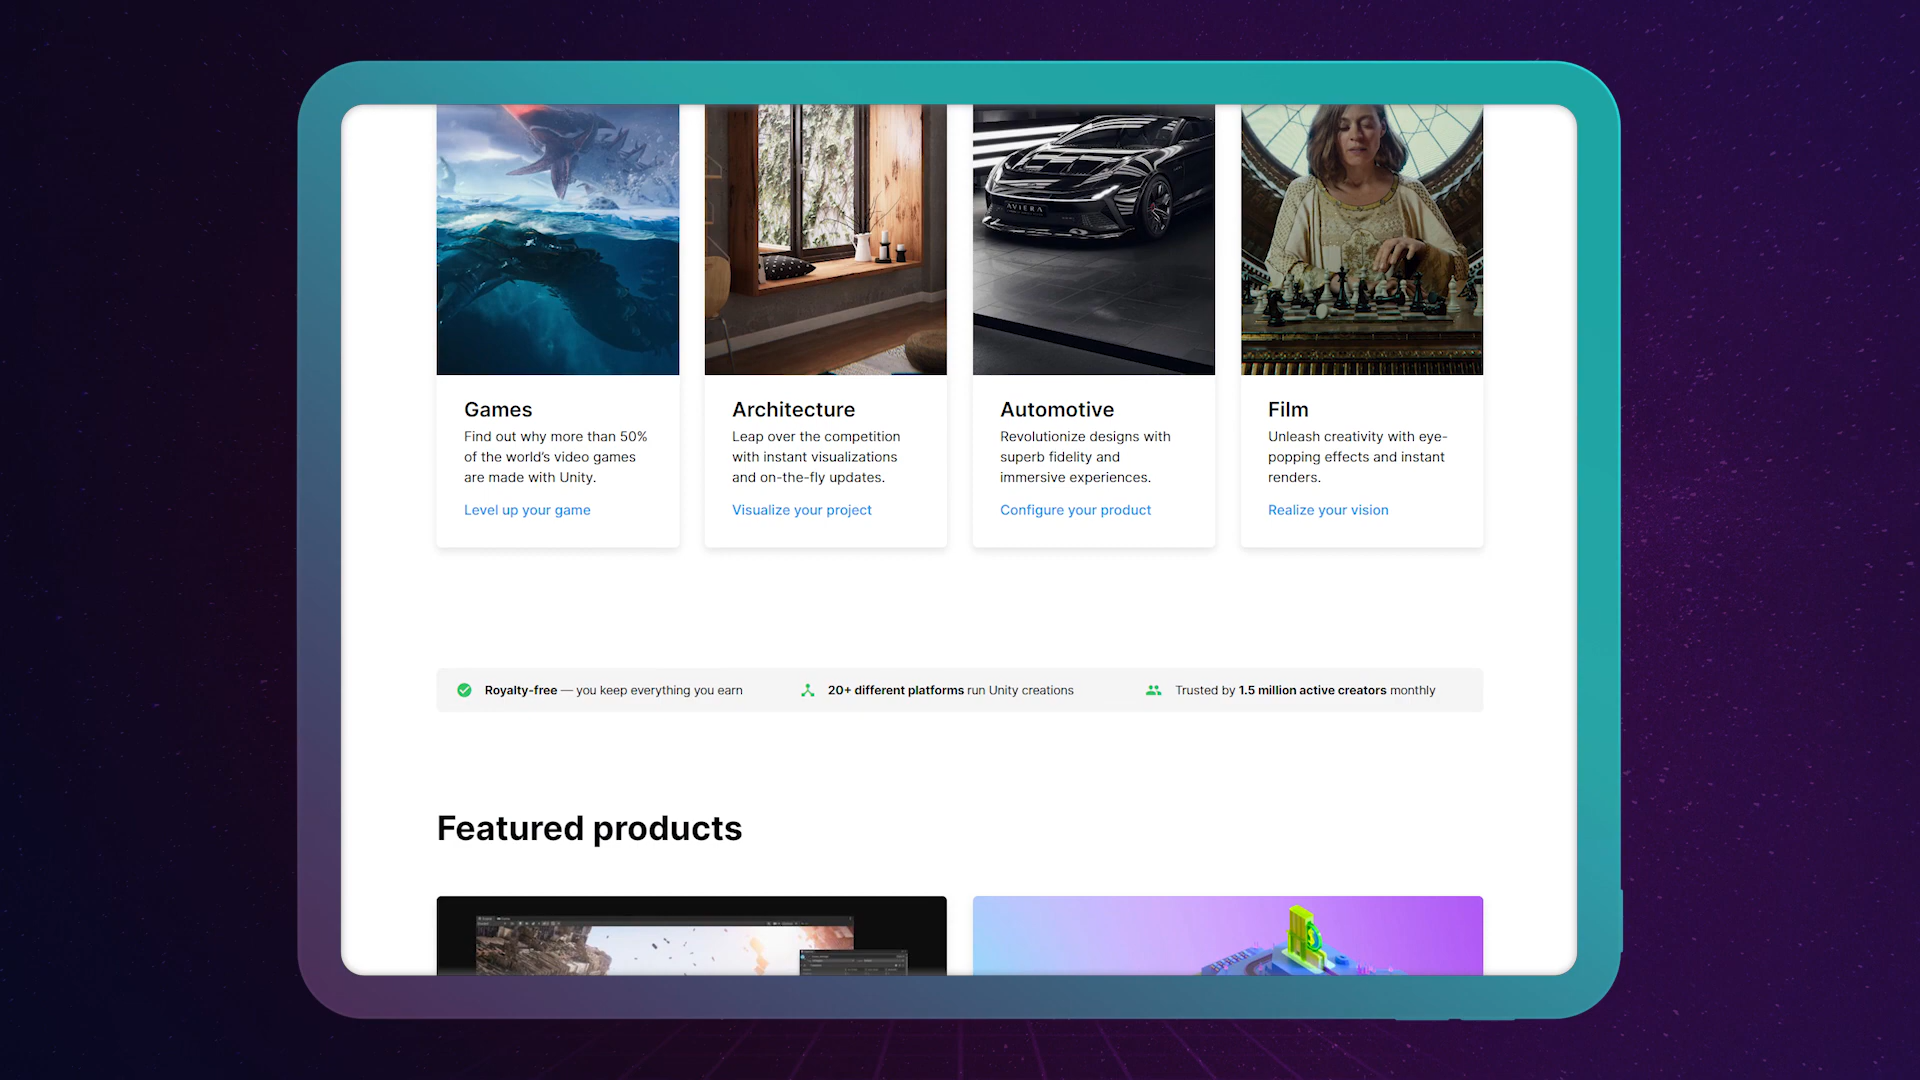 AVIERA
Games
Find out why more than 50%
of the world's video games
are made with Unity.
Level up your game
Architecture
Leap over the competition
with instant visualizations
and on-the-fly updates.
Visualize your project
Automotive
Revolutionize designs with
superb fidelity and
immersive experiences.
Configure your product
Film
Unleash creativity with eye-
popping effects and instant
renders.
Realize your vision
Royalty-free — you keep everything you earn
20+ different platforms run Unity creations
Trusted by 1.5 million active creators monthly
Featured products